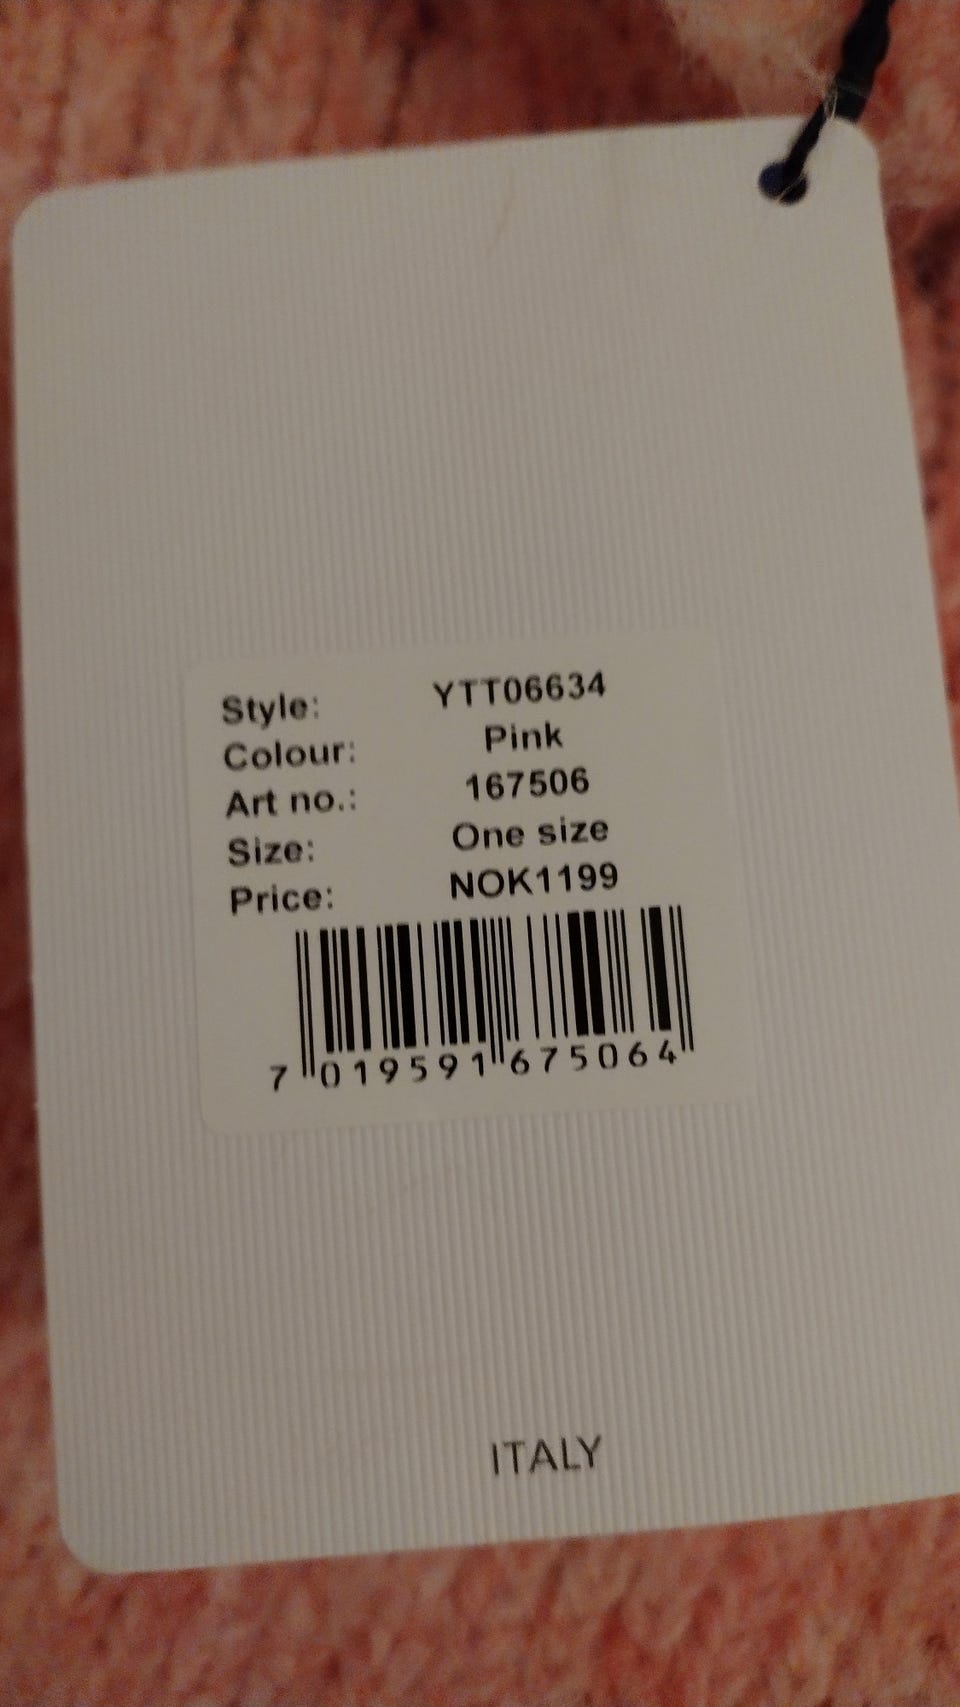 Style: YTT06634
Colour: Pink
Art no.: 167506
Size: One size
Price: NOK1199
7 019591 675064
ITALY